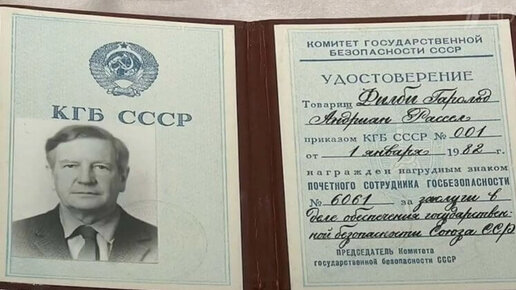 КГБ СССР
КОМИТЕТ ГОСУДАРСТВЕННОЙ
БЕЗОПАСНОСТИ СССР
УДОСТОВЕРЕНИЕ
Товарищ Филби Гарольд
Адриан Рассел
приказом КГБ СССР № 001
от 1 января 1982 г.
награжден нагрудным знаком
ПОЧЕТНОГО СОТРУДНИКА ГОСБЕЗОПАСНОСТИ
№ 6061 за заслуги в
деле обеспечения государствен-
ной безопасности Союза ССР
ПРЕДСЕДАТЕЛЬ Комитета
государственной безопасности СССР